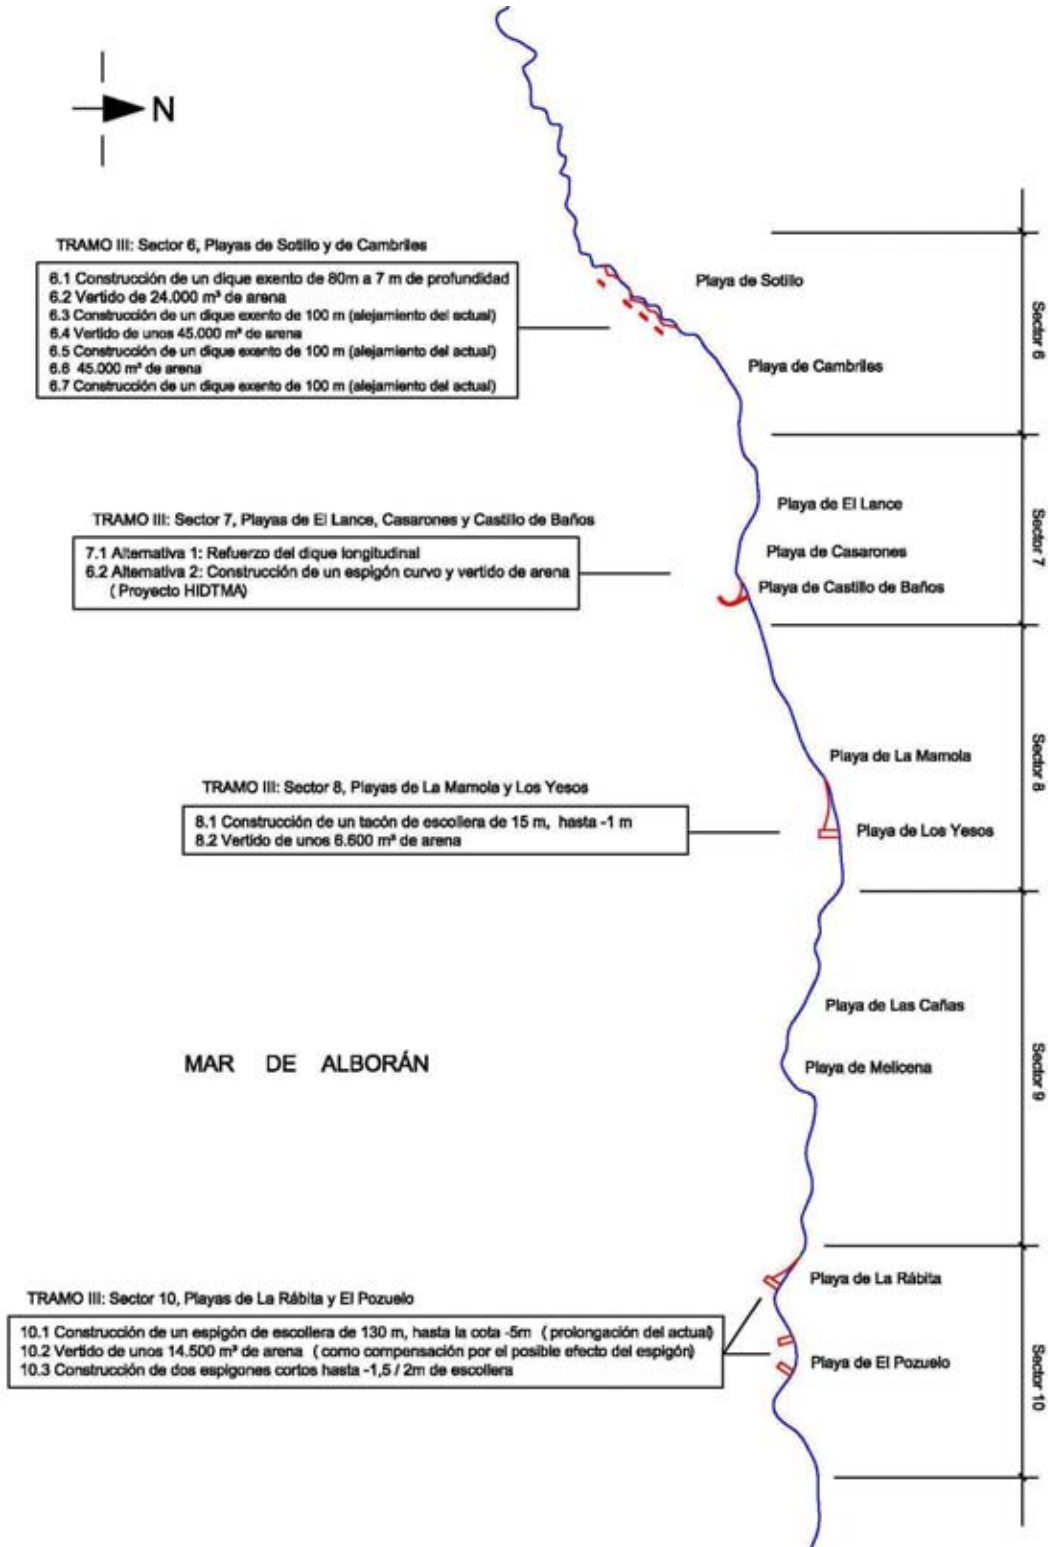 N
TRAMO III: Sector 6, Playas de Sotillo y de Cambriles
6.1 Construcción de un dique exento de 80m a 7 m de profundidad
6.2 Vertido de 24.000 m³ de arena
6.3 Construcción de un dique exento de 100 m (alejamiento del actual)
6.4 Vertido de unos 45.000 m³ de arena
6.5 Construcción de un dique exento de 100 m (alejamiento del actual)
6.6 45.000 m³ de arena
6.7 Construcción de un dique exento de 100 m (alejamiento del actual)
Playa de Sotillo
Playa de Cambriles
Sector 6
TRAMO III: Sector 7, Playas de El Lance, Casarones y Castillo de Baños
7.1 Alternativa 1: Refuerzo del dique longitudinal
6.2 Alternativa 2: Construcción de un espigón curvo y vertido de arena
( Proyecto HIDTMA)
Playa de El Lance
Playa de Casarones
Playa de Castillo de Baños
Sector 7
TRAMO III: Sector 8, Playas de La Mamola y Los Yesos
8.1 Construcción de un tacón de escollera de 15 m, hasta -1 m
8.2 Vertido de unos 6.600 m³ de arena
Playa de La Mamola
Playa de Los Yesos
Sector 8
Playa de Las Cañas
Playa de Melicena
Sector 9
MAR DE ALBORÁN
TRAMO III: Sector 10, Playas de La Rábita y El Pozuelo
10.1 Construcción de un espigón de escollera de 130 m, hasta la cota -5m ( prolongación del actual)
10.2 Vertido de unos 14.500 m³ de arena ( como compensación por el posible efecto del espigón)
10.3 Construcción de dos espigones cortos hasta -1,5 / 2m de escollera
Playa de La Rábita
Playa de El Pozuelo
Sector 10